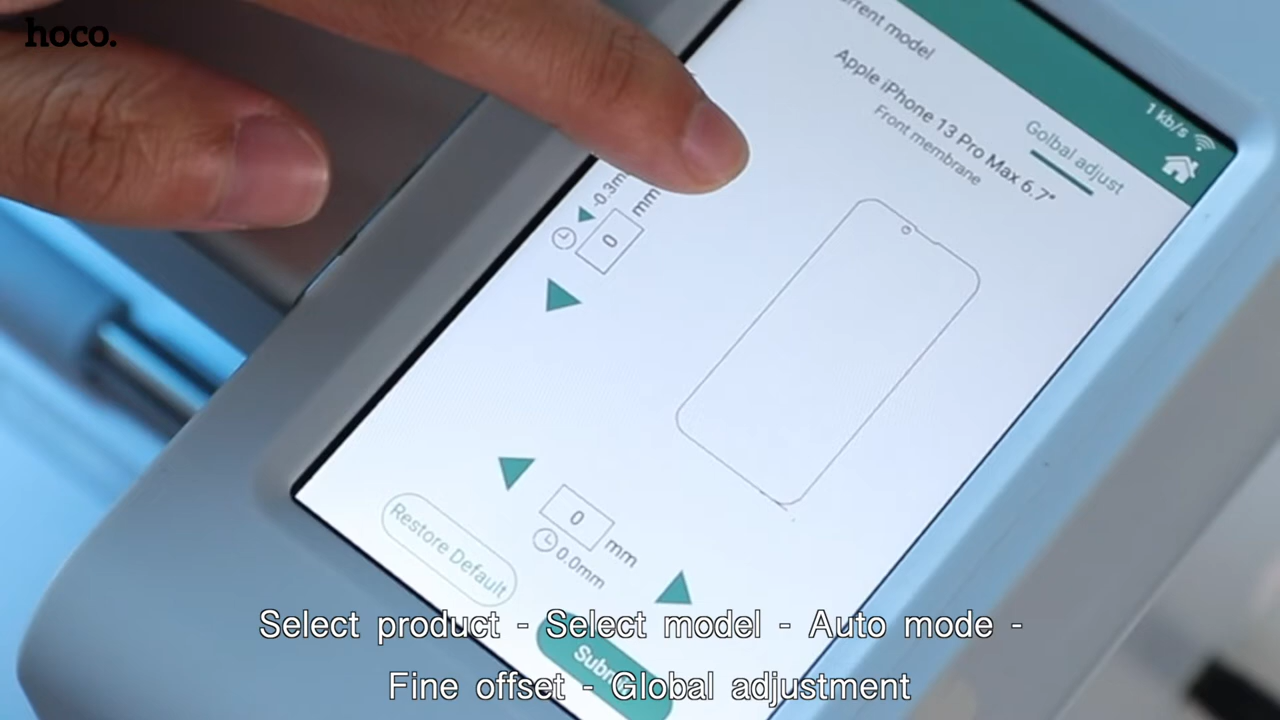 hoco.
1 kb/s
Golbal adjust
rrent model
Apple iPhone 13 Pro Max 6.7"
Front membrane
-0.3m
0 mm
0 mm
0.0mm
Restore Default
Subm
Select product - Select model - Auto mode -
Fine offset - Global adjustment